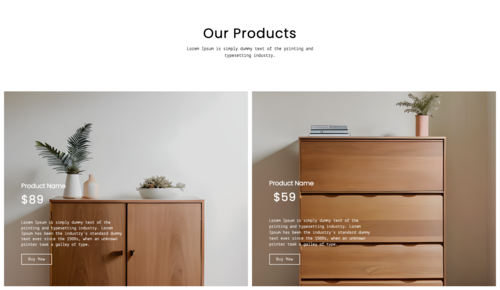 Our Products
Lorem Ipsum is simply dummy text of the printing and
typesetting industry.
Product Name
$89
Lorem Ipsum is simply dummy text of the
printing and typesetting industry. Lorem
Ipsum has been the industry's standard dummy
text ever since the 1500s, when an unknown
printer took a galley of type.
Buy Now
Product Name
$59
Lorem Ipsum is simply dummy text of the
printing and typesetting industry. Lorem
Ipsum has been the industry's standard dummy
text ever since the 1500s, when an unknown
printer took a galley of type.
Buy Now